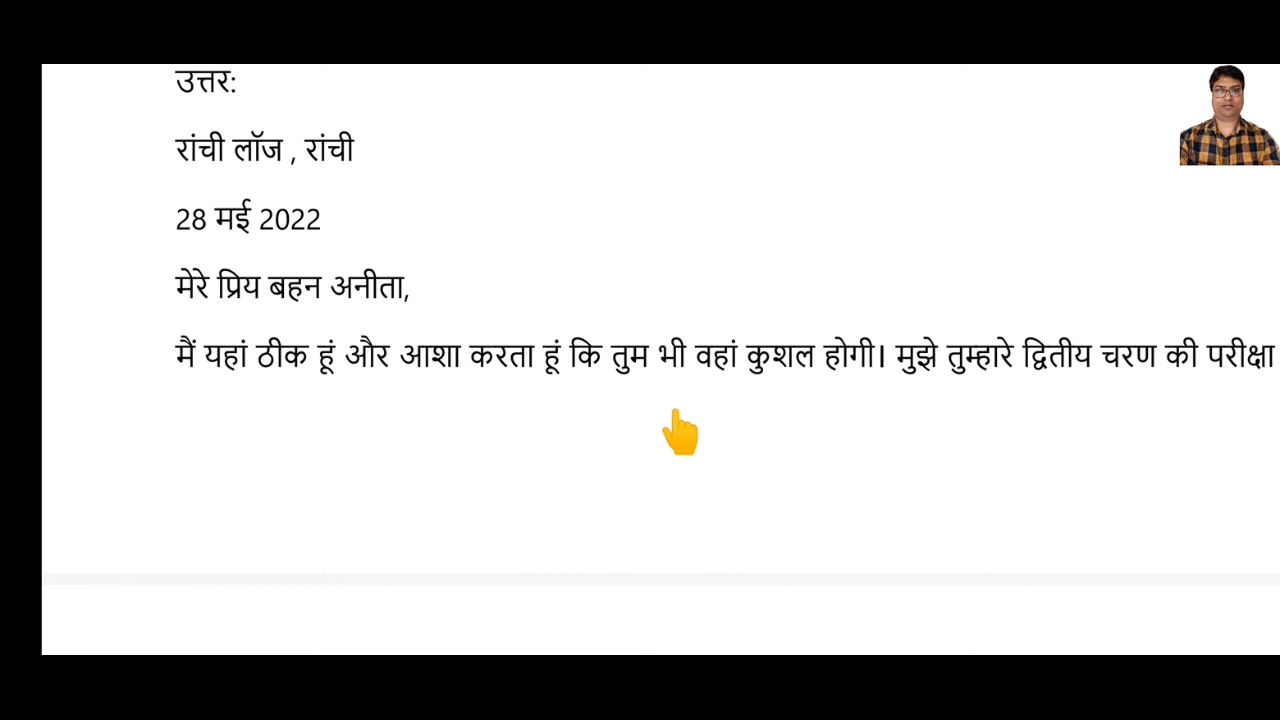 उत्तर:
रांची लॉज , रांची
28 मई 2022
मेरे प्रिय बहन अनीता,
मैं यहां ठीक हूं और आशा करता हूं कि तुम भी वहां कुशल होगी। मुझे तुम्हारे द्वितीय चरण की परीक्षा